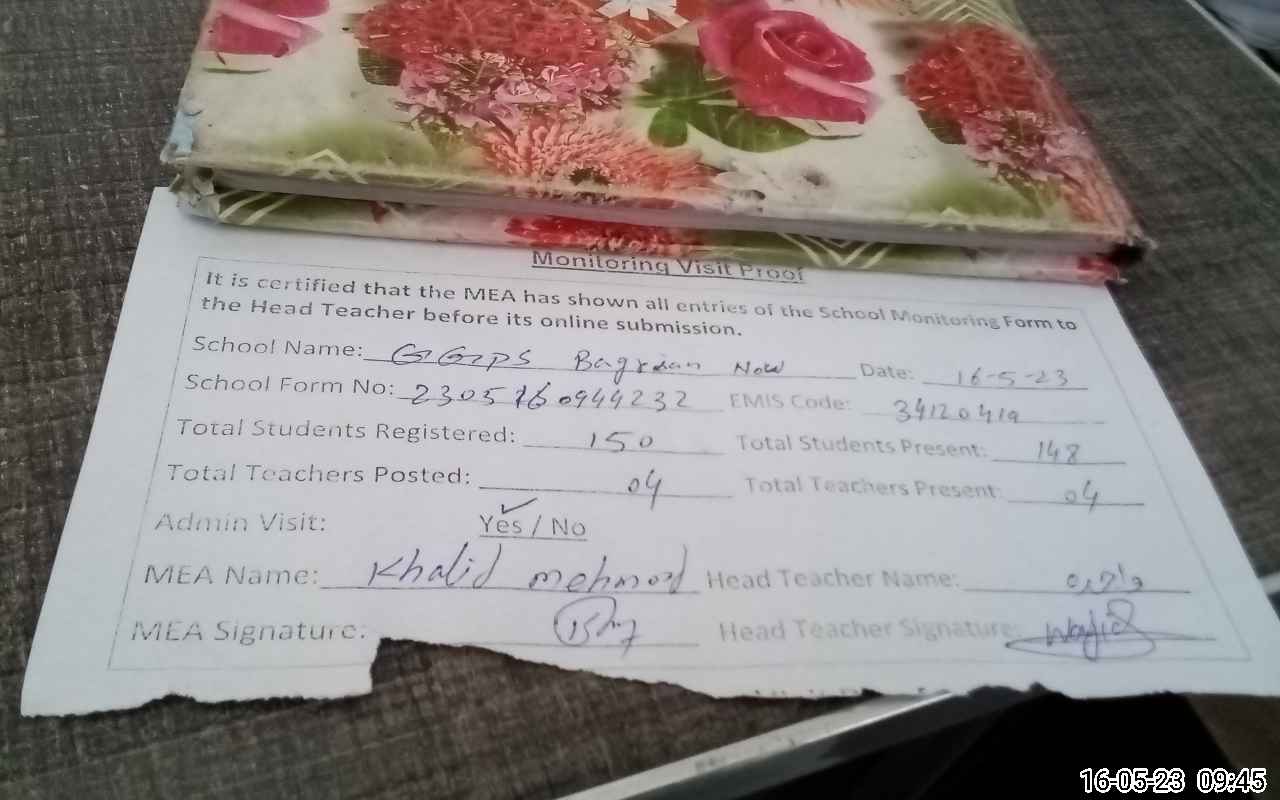 Monitoring Visit Proof
It is certified that the MEA has shown all entries of the School Monitoring Form to
the Head Teacher before its online submission.
School Name: GGPS Bagrian Now Date: 16-5-23
School Form No: 2305160944232 EMIS Code: 34120419
Total Students Registered: 150 Total Students Present: 148
Total Teachers Posted: 04 Total Teachers Present: 04
Admin Visit: Yes / No
MEA Name: Khalid mehmood Head Teacher Name:
MEA Signature: Head Teacher Signature:
16-05-23 09:45